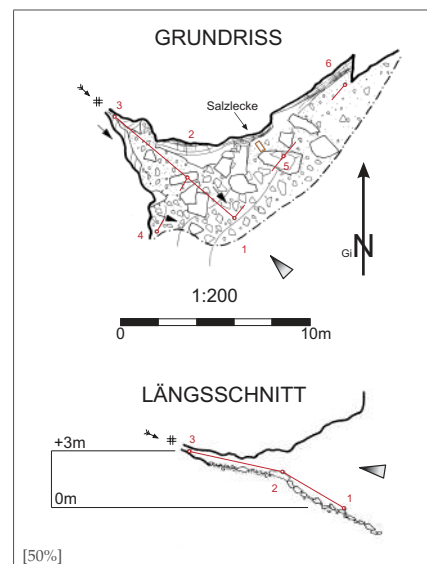 GRUNDRISS
6
3
2
Salzlecke
5
4
1
GiN
1:200
0 10m
LÄNGSSCHNITT
+3m
3
2
1
0m
[50%]